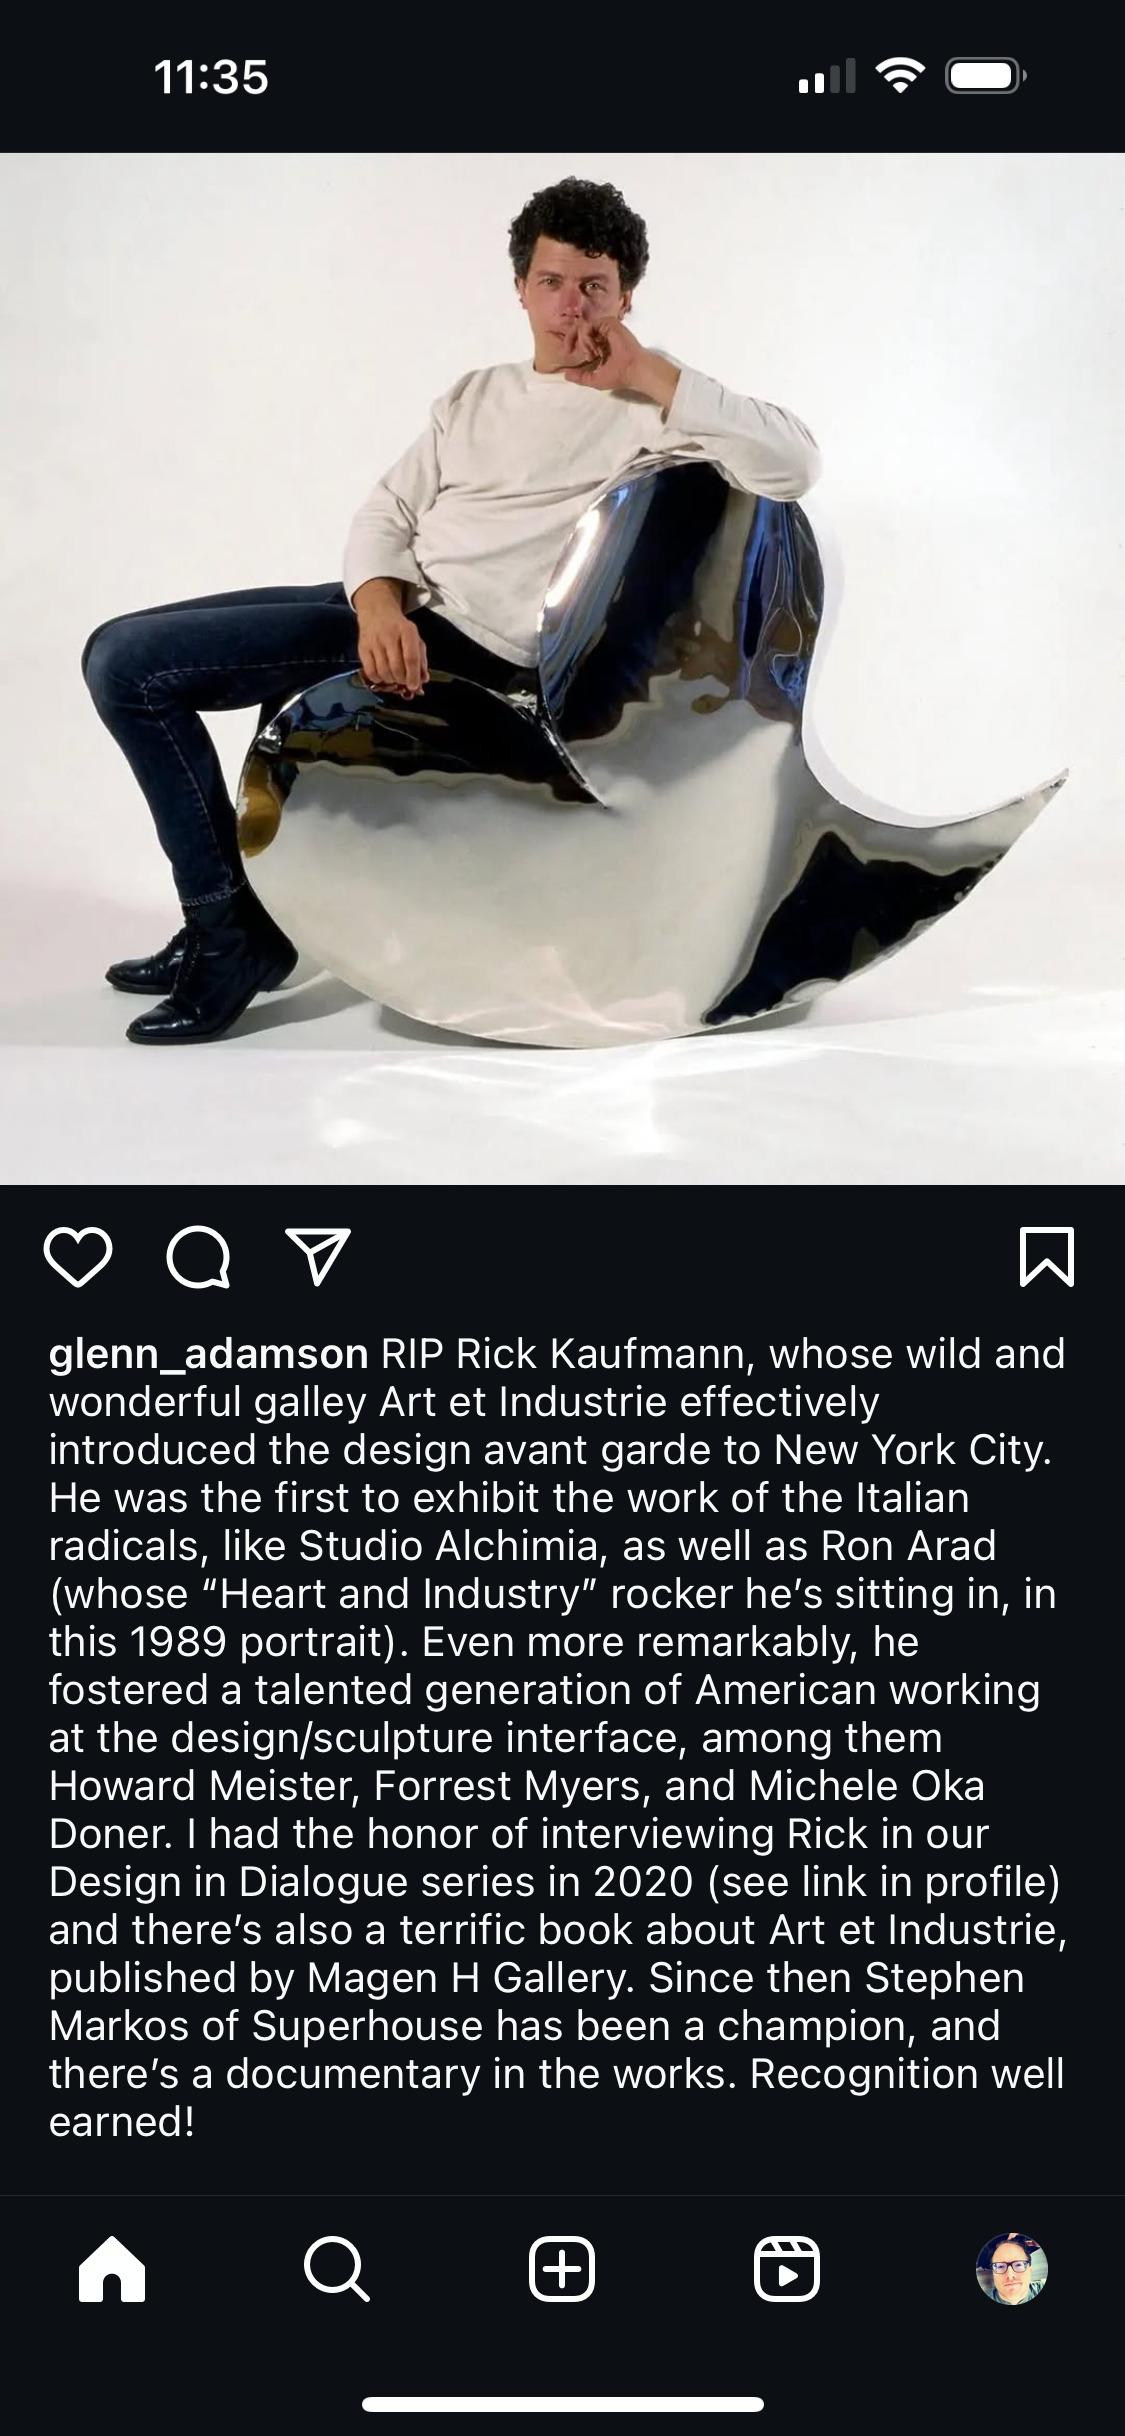 11:35
glenn_adamson RIP Rick Kaufmann, whose wild and
wonderful galley Art et Industrie effectively
introduced the design avant garde to New York City.
He was the first to exhibit the work of the Italian
radicals, like Studio Alchimia, as well as Ron Arad
(whose “Heart and Industry” rocker he’s sitting in, in
this 1989 portrait). Even more remarkably, he
fostered a talented generation of American working
at the design/sculpture interface, among them
Howard Meister, Forrest Myers, and Michele Oka
Doner. I had the honor of interviewing Rick in our
Design in Dialogue series in 2020 (see link in profile)
and there’s also a terrific book about Art et Industrie,
published by Magen H Gallery. Since then Stephen
Markos of Superhouse has been a champion, and
there’s a documentary in the works. Recognition well
earned!